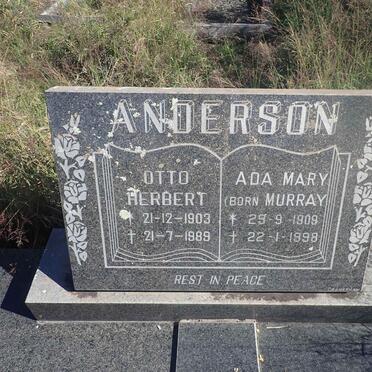 ANDERSON
OTTO
HERBERT
* 21-12-1903
† 21-7-1989
ADA MARY
(BORN MURRAY)
* 29-9-1909
† 22-1-1998
REST IN PEACE